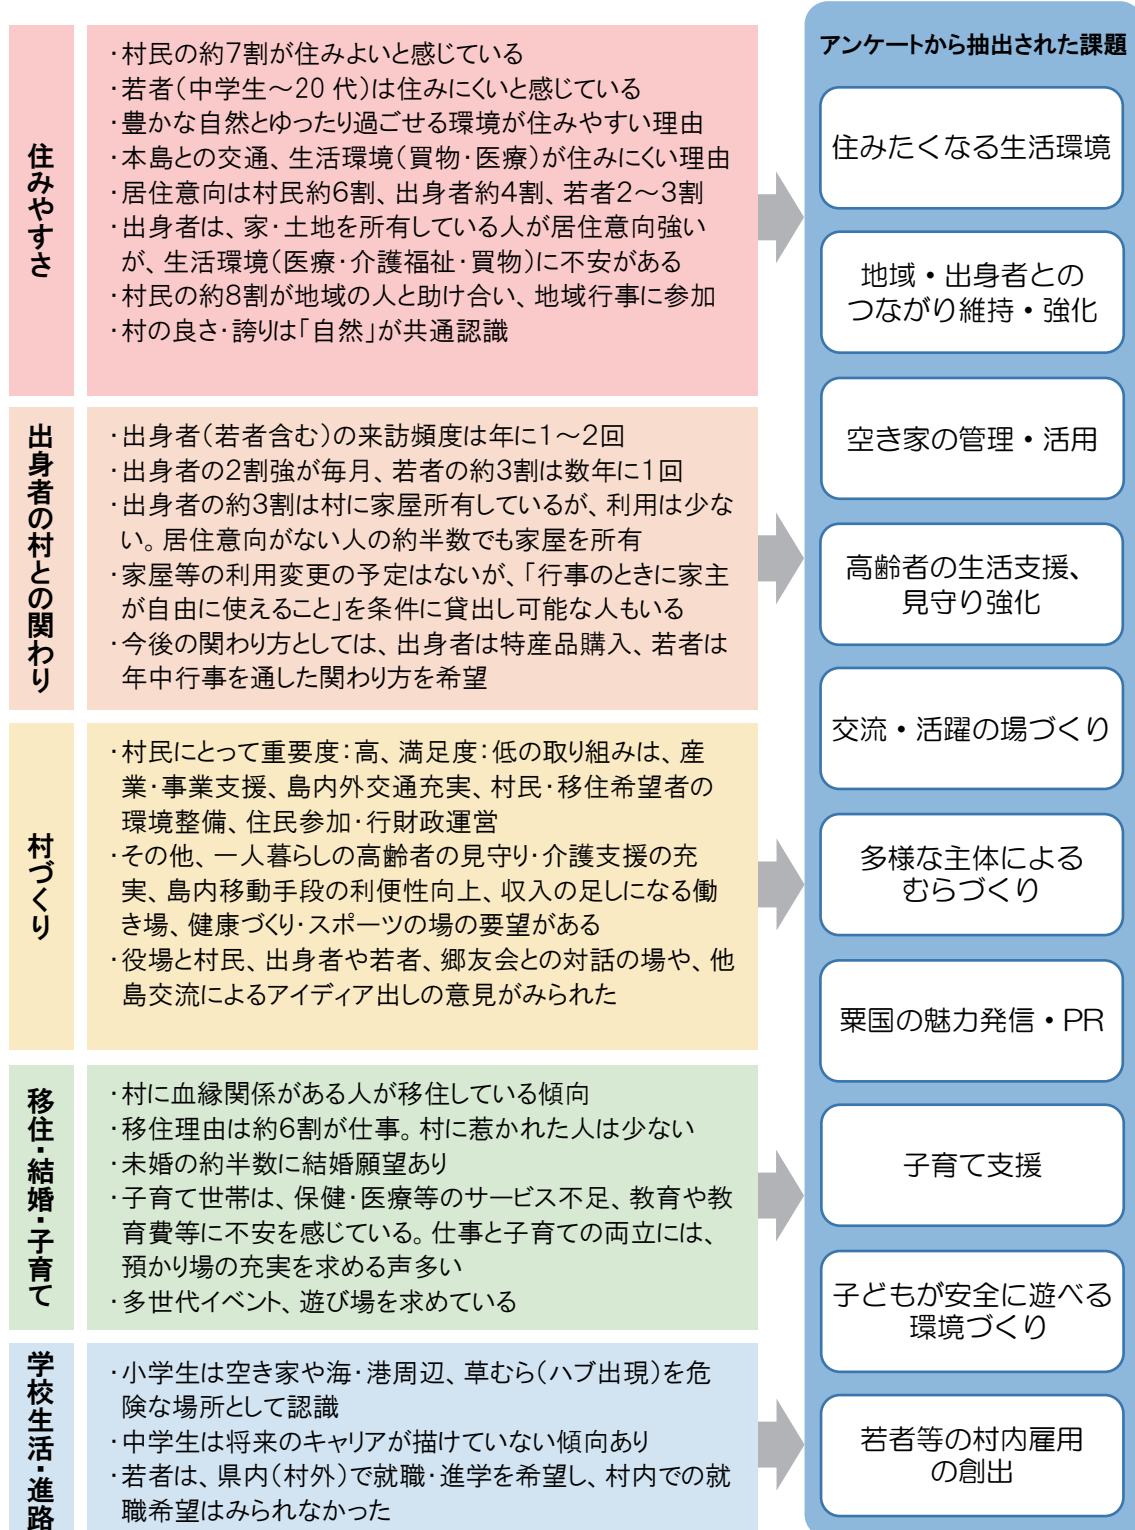 住みやすさ
・村民の約7割が住みよいと感じている
・若者(中学生～20 代)は住みにくいと感じている
・豊かな自然とゆったり過ごせる環境が住みやすい理由
・本島との交通、生活環境(買物・医療)が住みにくい理由
・居住意向は村民約6割、出身者約4割、若者2～3割
・出身者は、家・土地を所有している人が居住意向強い
が、生活環境(医療・介護福祉・買物)に不安がある
・村民の約8割が地域の人と助け合い、地域行事に参加
・村の良さ・誇りは「自然」が共通認識
出身者の村との関わり
・出身者(若者含む)の来訪頻度は年に1～2回
・出身者の2割強が毎月、若者の約3割は数年に1回
・出身者の約3割は村に家屋所有しているが、利用は少な
い。居住意向がない人の約半数でも家屋を所有
・家屋等の利用変更の予定はないが、「行事のときに家主
が自由に使えること」を条件に貸出し可能な人もいる
・今後の関わり方としては、出身者は特産品購入、若者は
年中行事を通した関わり方を希望
村づくり
・村民にとって重要度：高、満足度：低の取り組みは、産
業・事業支援、島内外交通充実、村民・移住希望者の
環境整備、住民参加・行財政運営
・その他、一人暮らしの高齢者の見守り・介護支援の充
実、島内移動手段の利便性向上、収入の足しになる働
き場、健康づくり・スポーツの場の要望がある
・役場と村民、出身者や若者、郷友会との対話の場や、他
島交流によるアイディア出しの意見がみられた
移住・結婚・子育て
・村に血縁関係がある人が移住している傾向
・移住理由は約6割が仕事。村に惹かれた人は少ない
・未婚の約半数に結婚願望あり
・子育て世帯は、保健・医療等のサービス不足、教育や教
育費等に不安を感じている。仕事と子育ての両立には、
預かり場の充実を求める声多い
・多世代イベント、遊び場を求めている
学校生活・進路
・小学生は空き家や海・港周辺、草むら(ハブ出現)を危
険な場所として認識
・中学生は将来のキャリアが描けていない傾向あり
・若者は、県内(村外)で就職・進学を希望し、村内での就
職希望はみられなかった
アンケートから抽出された課題
住みたくなる生活環境
地域・出身者との
つながり維持・強化
空き家の管理・活用
高齢者の生活支援、
見守り強化
交流・活躍の場づくり
多様な主体による
むらづくり
粟国の魅力発信・PR
子育て支援
子どもが安全に遊べる
環境づくり
若者等の村内雇用
の創出